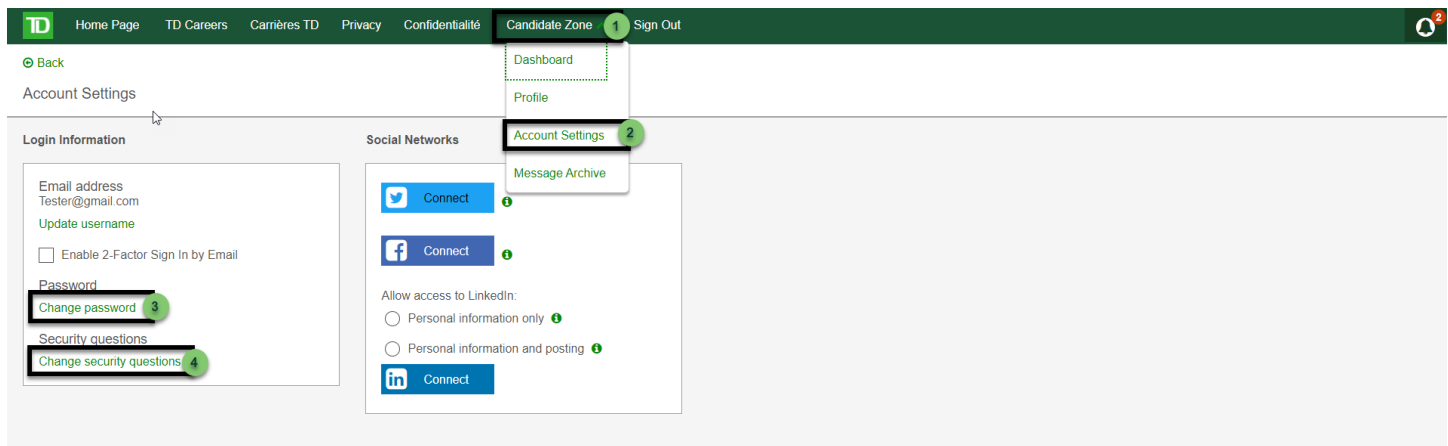 TD Home Page TD Careers Carrières TD Privacy Confidentialité Candidate Zone 1 Sign Out 2
Back
Dashboard
Account Settings
Profile
Account Settings 2
Message Archive
Login Information
Email address
Tester@gmail.com
Update username
Enable 2-Factor Sign In by Email
Password
Change password 3
Security questions
Change security questions 4
Social Networks
Connect
f Connect
Allow access to LinkedIn:
Personal information only
Personal information and posting
in Connect